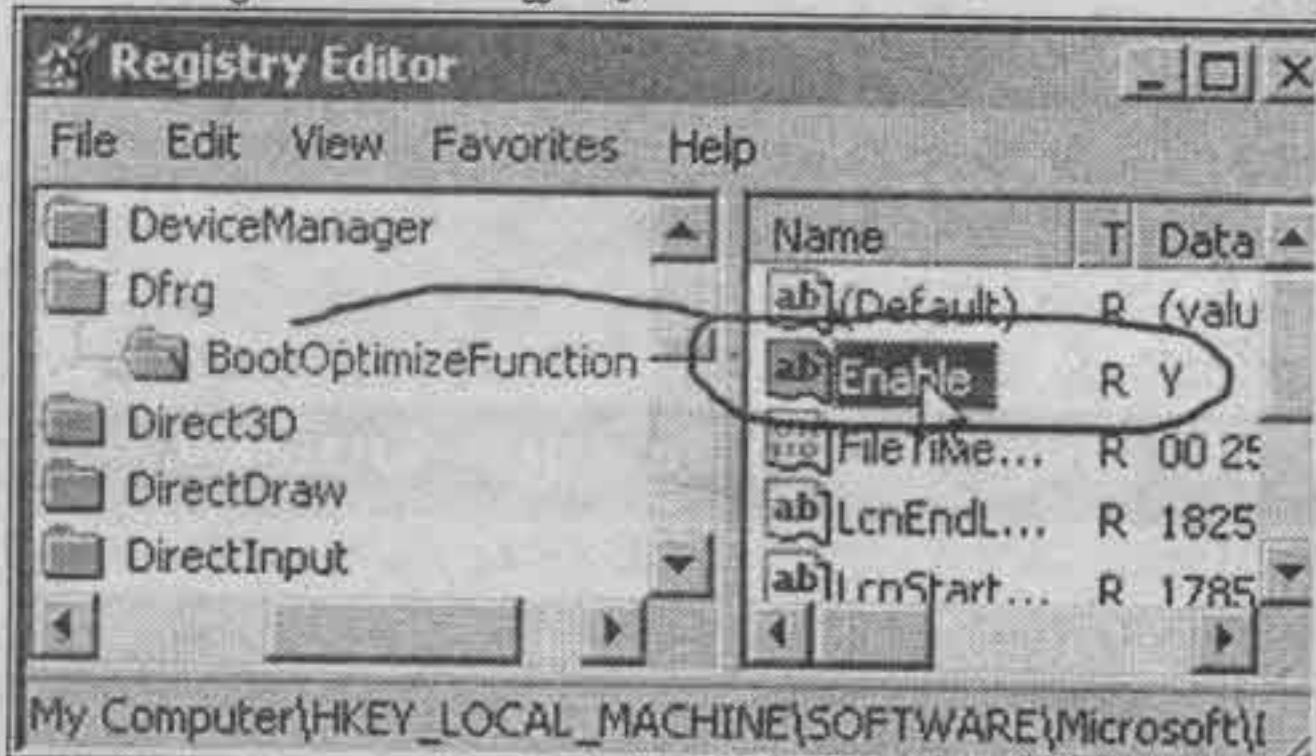 Registry Editor
File Edit View Favorites Help
DeviceManager
Dfrg
BootOptimizeFunction
Direct3D
DirectDraw
DirectInput
Name T Data
(Default) R (valu
Enable R Y
FileTime... R 00 25
LcnEndL... R 1825
LcnStart... R 1785
My Computer\HKEY_LOCAL_MACHINE\SOFTWARE\Microsoft\